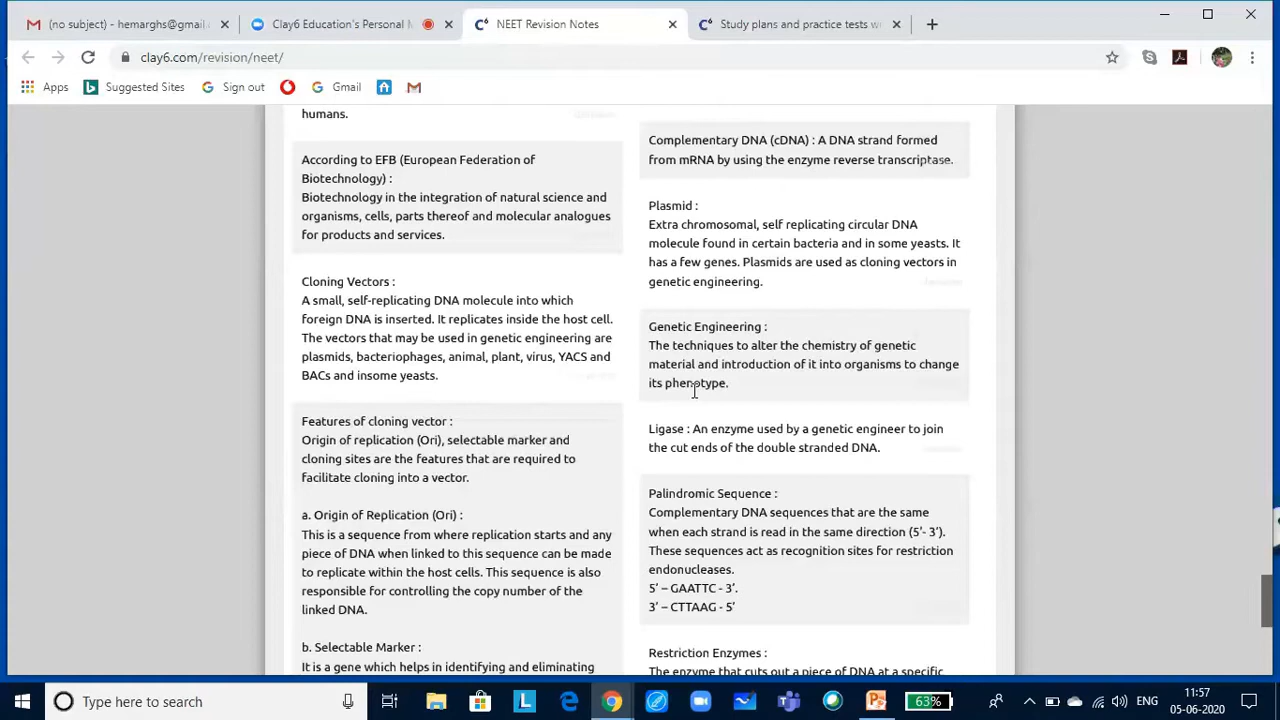 (no subject) - hemarghs@gmail.
Clay6 Education's Personal M
NEET Revision Notes
Study plans and practice tests w
clay6.com/revision/neet/
Apps
Suggested Sites
Sign out
Gmail
humans.
According to EFB (European Federation of
Biotechnology) :
Biotechnology in the integration of natural science and
organisms, cells, parts thereof and molecular analogues
for products and services.
Cloning Vectors :
A small, self-replicating DNA molecule into which
foreign DNA is inserted. It replicates inside the host cell.
The vectors that may be used in genetic engineering are
plasmids, bacteriophages, animal, plant, virus, YACS and
BACs and insome yeasts.
Features of cloning vector :
Origin of replication (Ori), selectable marker and
cloning sites are the features that are required to
facilitate cloning into a vector.
a. Origin of Replication (Ori) :
This is a sequence from where replication starts and any
piece of DNA when linked to this sequence can be made
to replicate within the host cells. This sequence is also
responsible for controlling the copy number of the
linked DNA.
b. Selectable Marker :
It is a gene which helps in identifying and eliminating
Complementary DNA (cDNA) : A DNA strand formed
from mRNA by using the enzyme reverse transcriptase.
Plasmid :
Extra chromosomal, self replicating circular DNA
molecule found in certain bacteria and in some yeasts. It
has a few genes. Plasmids are used as cloning vectors in
genetic engineering.
Genetic Engineering :
The techniques to alter the chemistry of genetic
material and introduction of it into organisms to change
its phenotype.
Ligase : An enzyme used by a genetic engineer to join
the cut ends of the double stranded DNA.
Palindromic Sequence :
Complementary DNA sequences that are the same
when each strand is read in the same direction (5’- 3’).
These sequences act as recognition sites for restriction
endonucleases.
5’ – GAATTC - 3’.
3’ – CTTAAG - 5’
Restriction Enzymes :
The enzyme that cuts out a piece of DNA at a specific
Type here to search
63%
ENG
11:57
05-06-2020